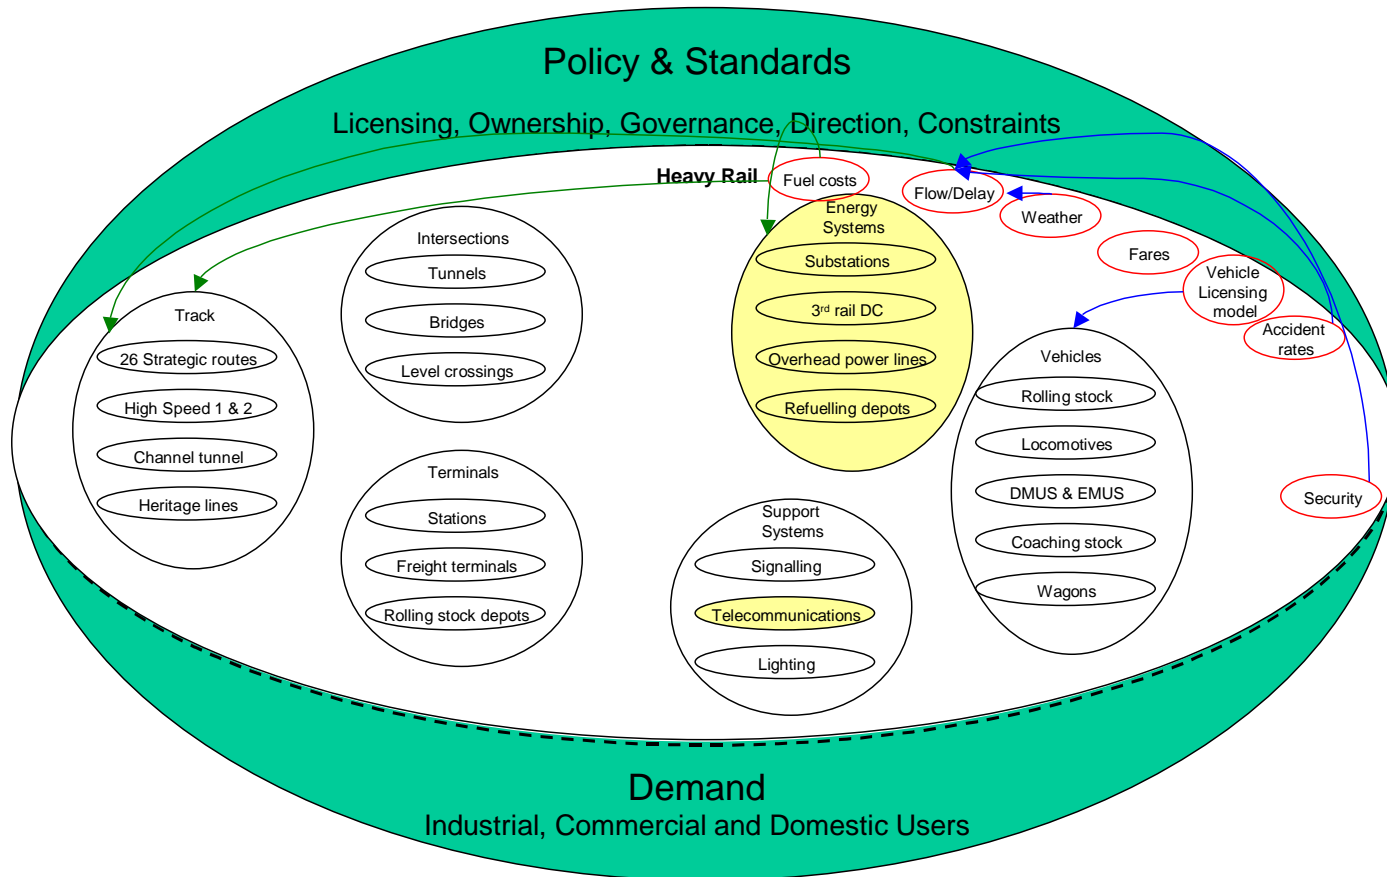 Policy & Standards
Licensing, Ownership, Governance, Direction, Constraints
Heavy Rail
Fuel costs
Flow/Delay
Weather
Fares
Vehicle
Licensing
model
Accident
rates
Security
Track
26 Strategic routes
High Speed 1 & 2
Channel tunnel
Heritage lines
Intersections
Tunnels
Bridges
Level crossings
Terminals
Stations
Freight terminals
Rolling stock depots
Energy
Systems
Substations
3rd rail DC
Overhead power lines
Refuelling depots
Support
Systems
Signalling
Telecommunications
Lighting
Vehicles
Rolling stock
Locomotives
DMUS & EMUS
Coaching stock
Wagons
Demand
Industrial, Commercial and Domestic Users